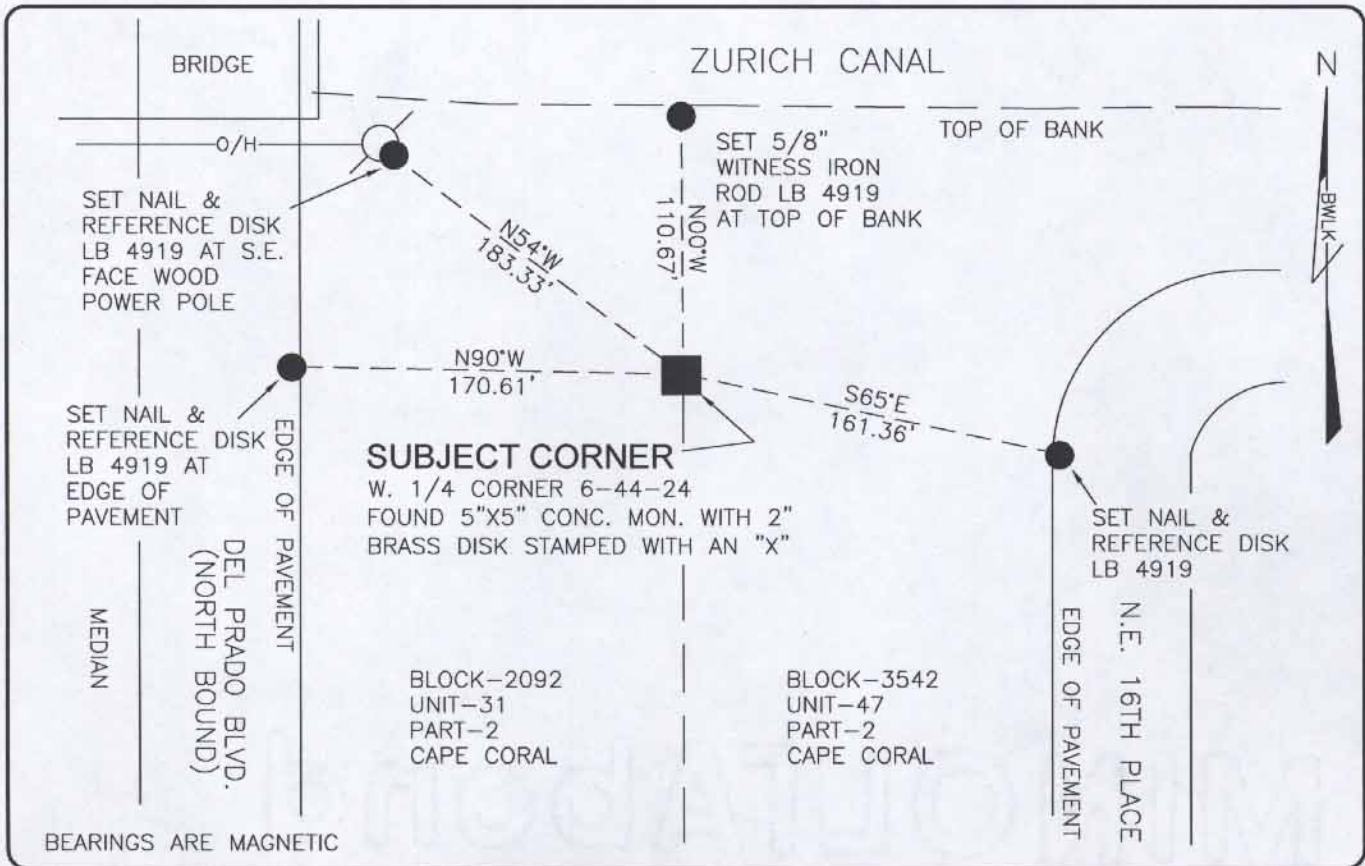 BRIDGE
ZURICH CANAL
N
O/H
TOP OF BANK
SET 5/8"
WITNESS IRON
ROD LB 4919
AT TOP OF BANK
BWLK
SET NAIL &
REFERENCE DISK
LB 4919 AT S.E.
FACE WOOD
POWER POLE
N54°W
183.33'
N00°W
110.67'
N90°W
170.61'
S65°E
161.36'
SET NAIL &
REFERENCE DISK
LB 4919 AT
EDGE OF
PAVEMENT
SUBJECT CORNER
W. 1/4 CORNER 6-44-24
FOUND 5"X5" CONC. MON. WITH 2"
BRASS DISK STAMPED WITH AN "X"
SET NAIL &
REFERENCE DISK
LB 4919
MEDIAN
DEL PRADO BLVD.
(NORTH BOUND)
EDGE OF PAVEMENT
BLOCK-2092
UNIT-31
PART-2
CAPE CORAL
BLOCK-3542
UNIT-47
PART-2
CAPE CORAL
EDGE OF PAVEMENT
N.E. 16TH PLACE
BEARINGS ARE MAGNETIC